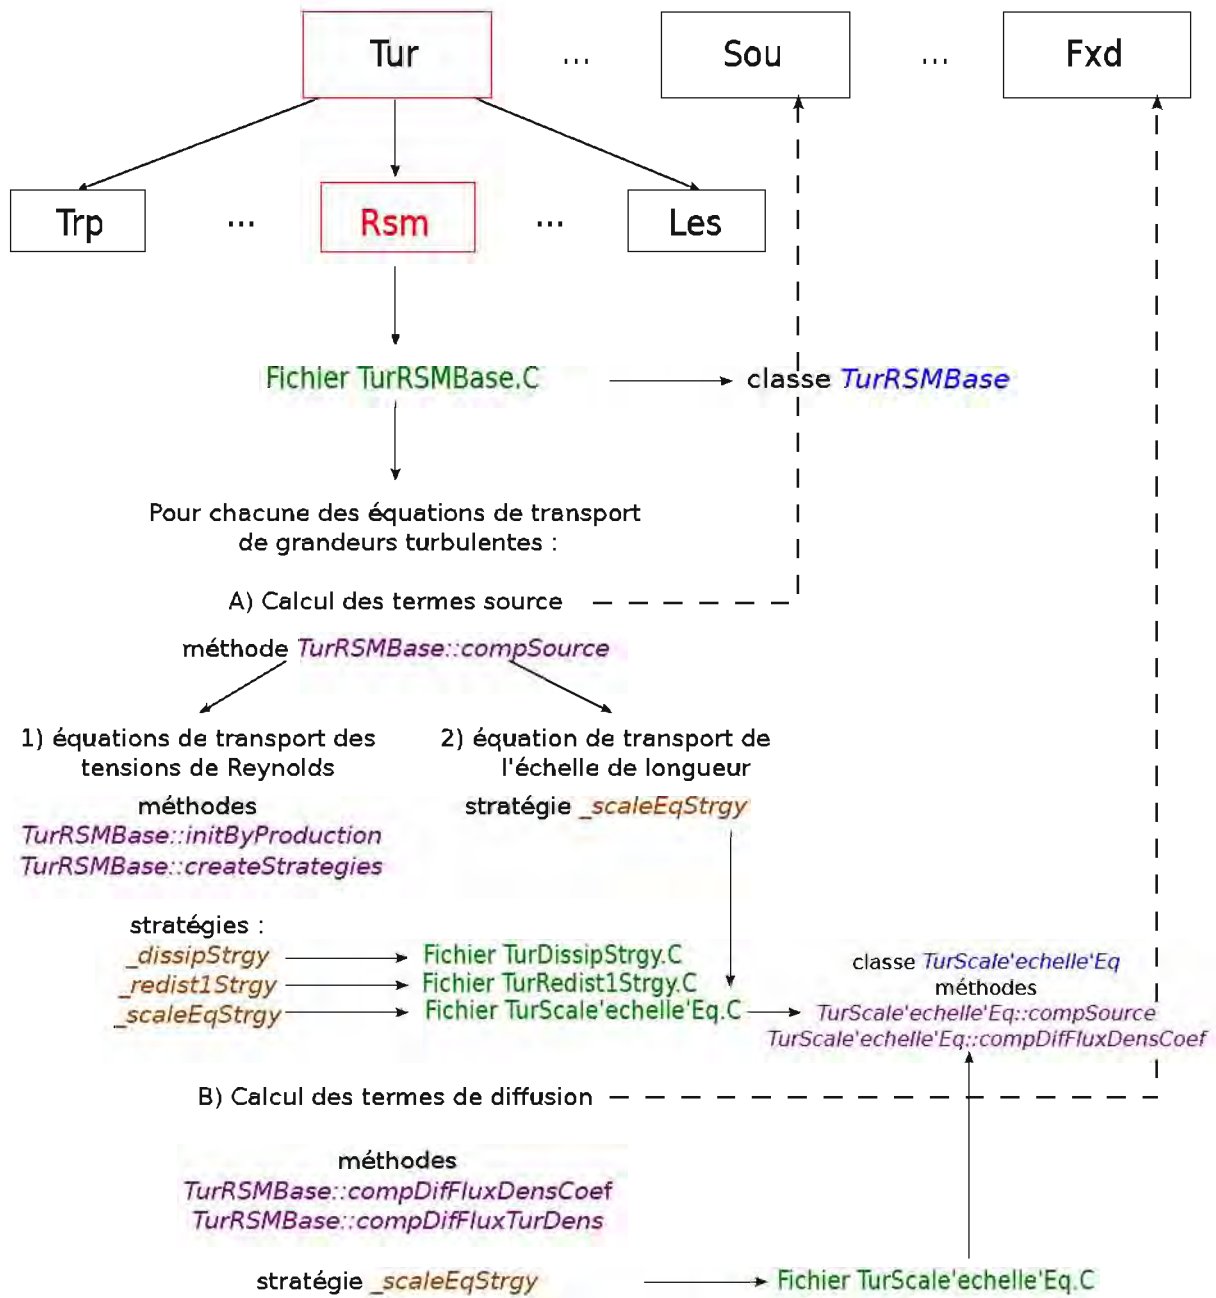 Tur ... Sou ... Fxd
Trp ... Rsm ... Les
Fichier TurRSMBase.C classe TurRSMBase
Pour chacune des équations de transport
de grandeurs turbulentes :
A) Calcul des termes source
méthode TurRSMBase::compSource
1) équations de transport des
tensions de Reynolds
méthodes
TurRSMBase::initByProduction
TurRSMBase::createStrategies
2) équation de transport de
l'échelle de longueur
stratégie _scaleEqStrgy
stratégies :
_dissipStrgy Fichier TurDissipStrgy.C
_redist1Strgy Fichier TurRedist1Strgy.C
_scaleEqStrgy Fichier TurScale'echelle'Eq.C
classe TurScale'echelle'Eq
méthodes
TurScale'echelle'Eq::compSource
TurScale'echelle'Eq::compDifFluxDensCoef
B) Calcul des termes de diffusion
méthodes
TurRSMBase::compDifFluxDensCoef
TurRSMBase::compDifFluxTurDens
stratégie _scaleEqStrgy Fichier TurScale'echelle'Eq.C